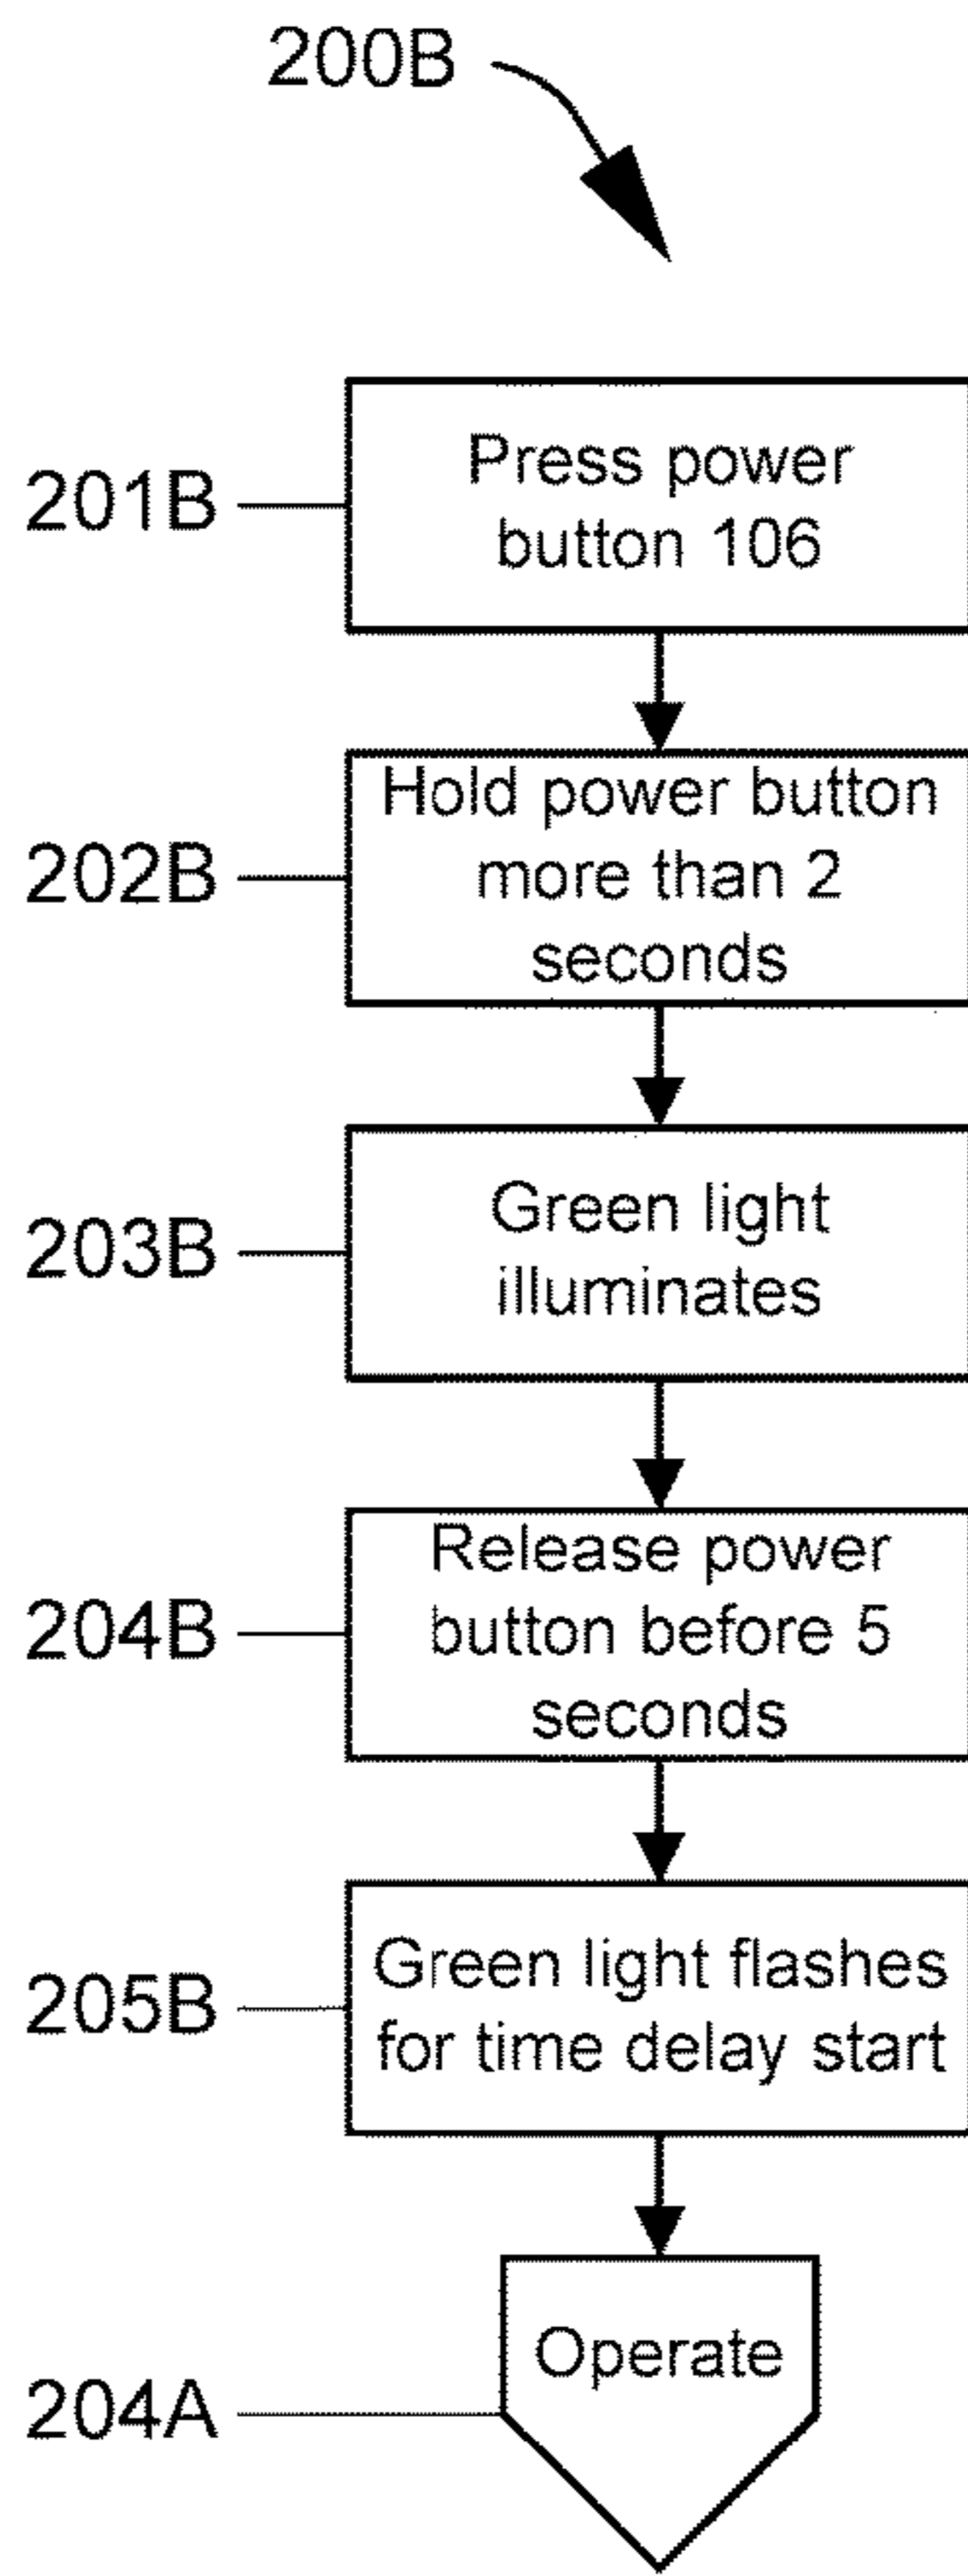 200B
201B
Press power
button 106
202B
Hold power button
more than 2
seconds
203B
Green light
illuminates
204B
Release power
button before 5
seconds
205B
Green light flashes
for time delay start
204A
Operate